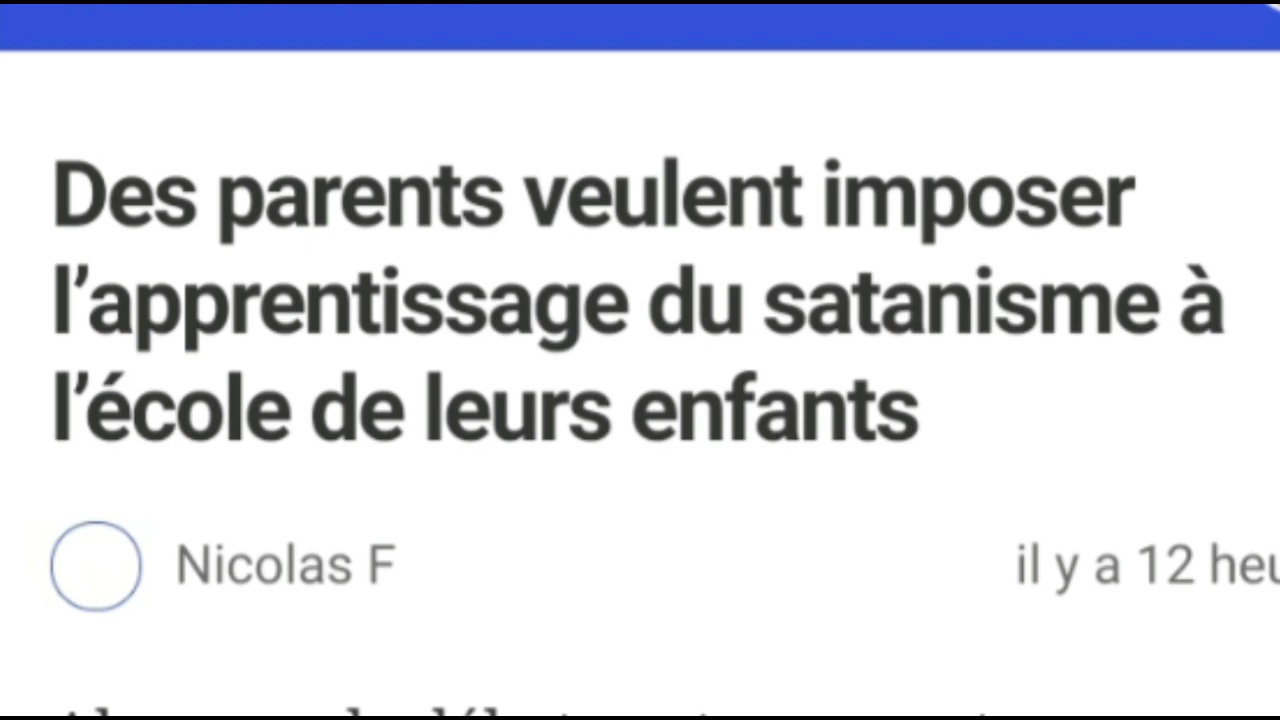 Des parents veulent imposer
l’apprentissage du satanisme à
l’école de leurs enfants
Nicolas F
il y a 12